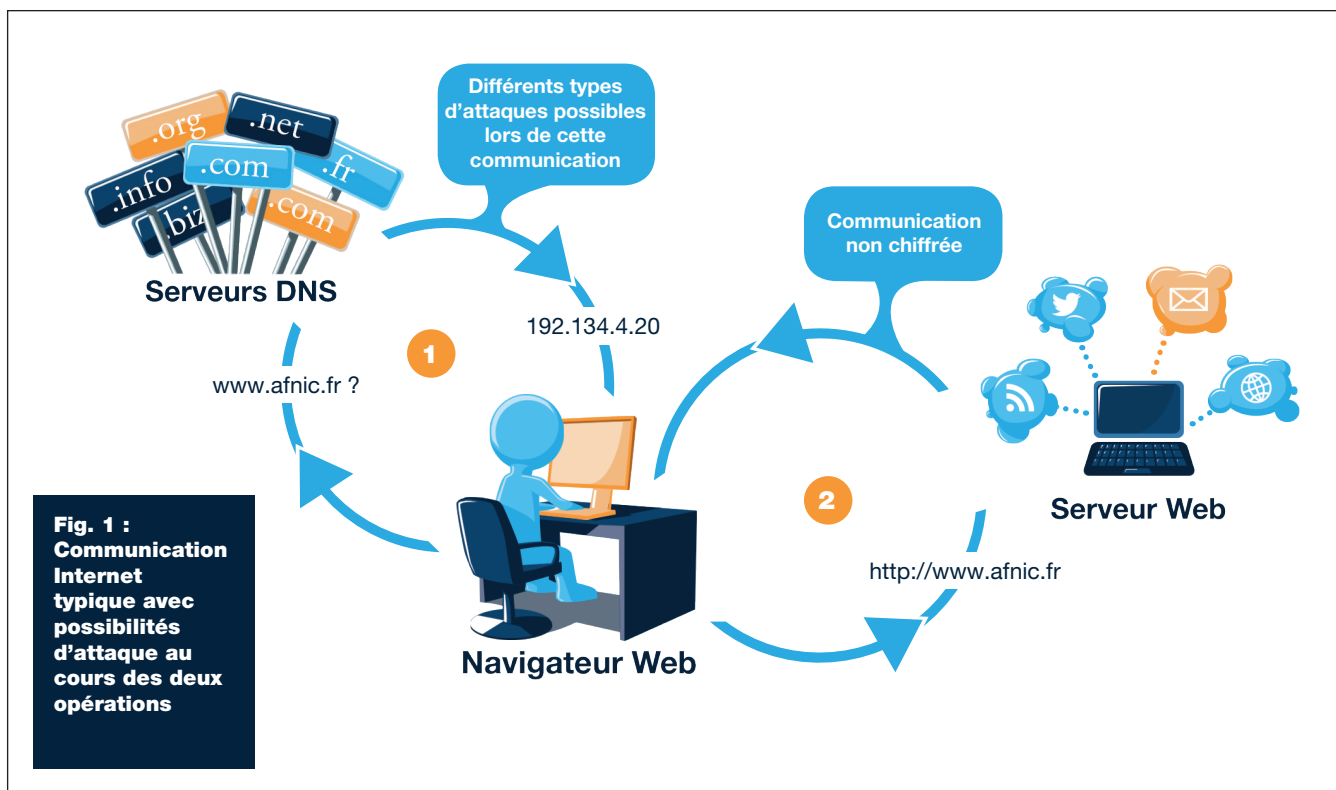 Différents types
d'attaques possibles
lors de cette
communication
.org
.net
.com
.fr
.info
.biz
.com
Serveurs DNS
Communication
non chiffrée
192.134.4.20
1
www.afnic.fr ?
2
Serveur Web
http://www.afnic.fr
Navigateur Web
Fig. 1 :
Communication
Internet
typique avec
possibilités
d'attaque au
cours des deux
opérations